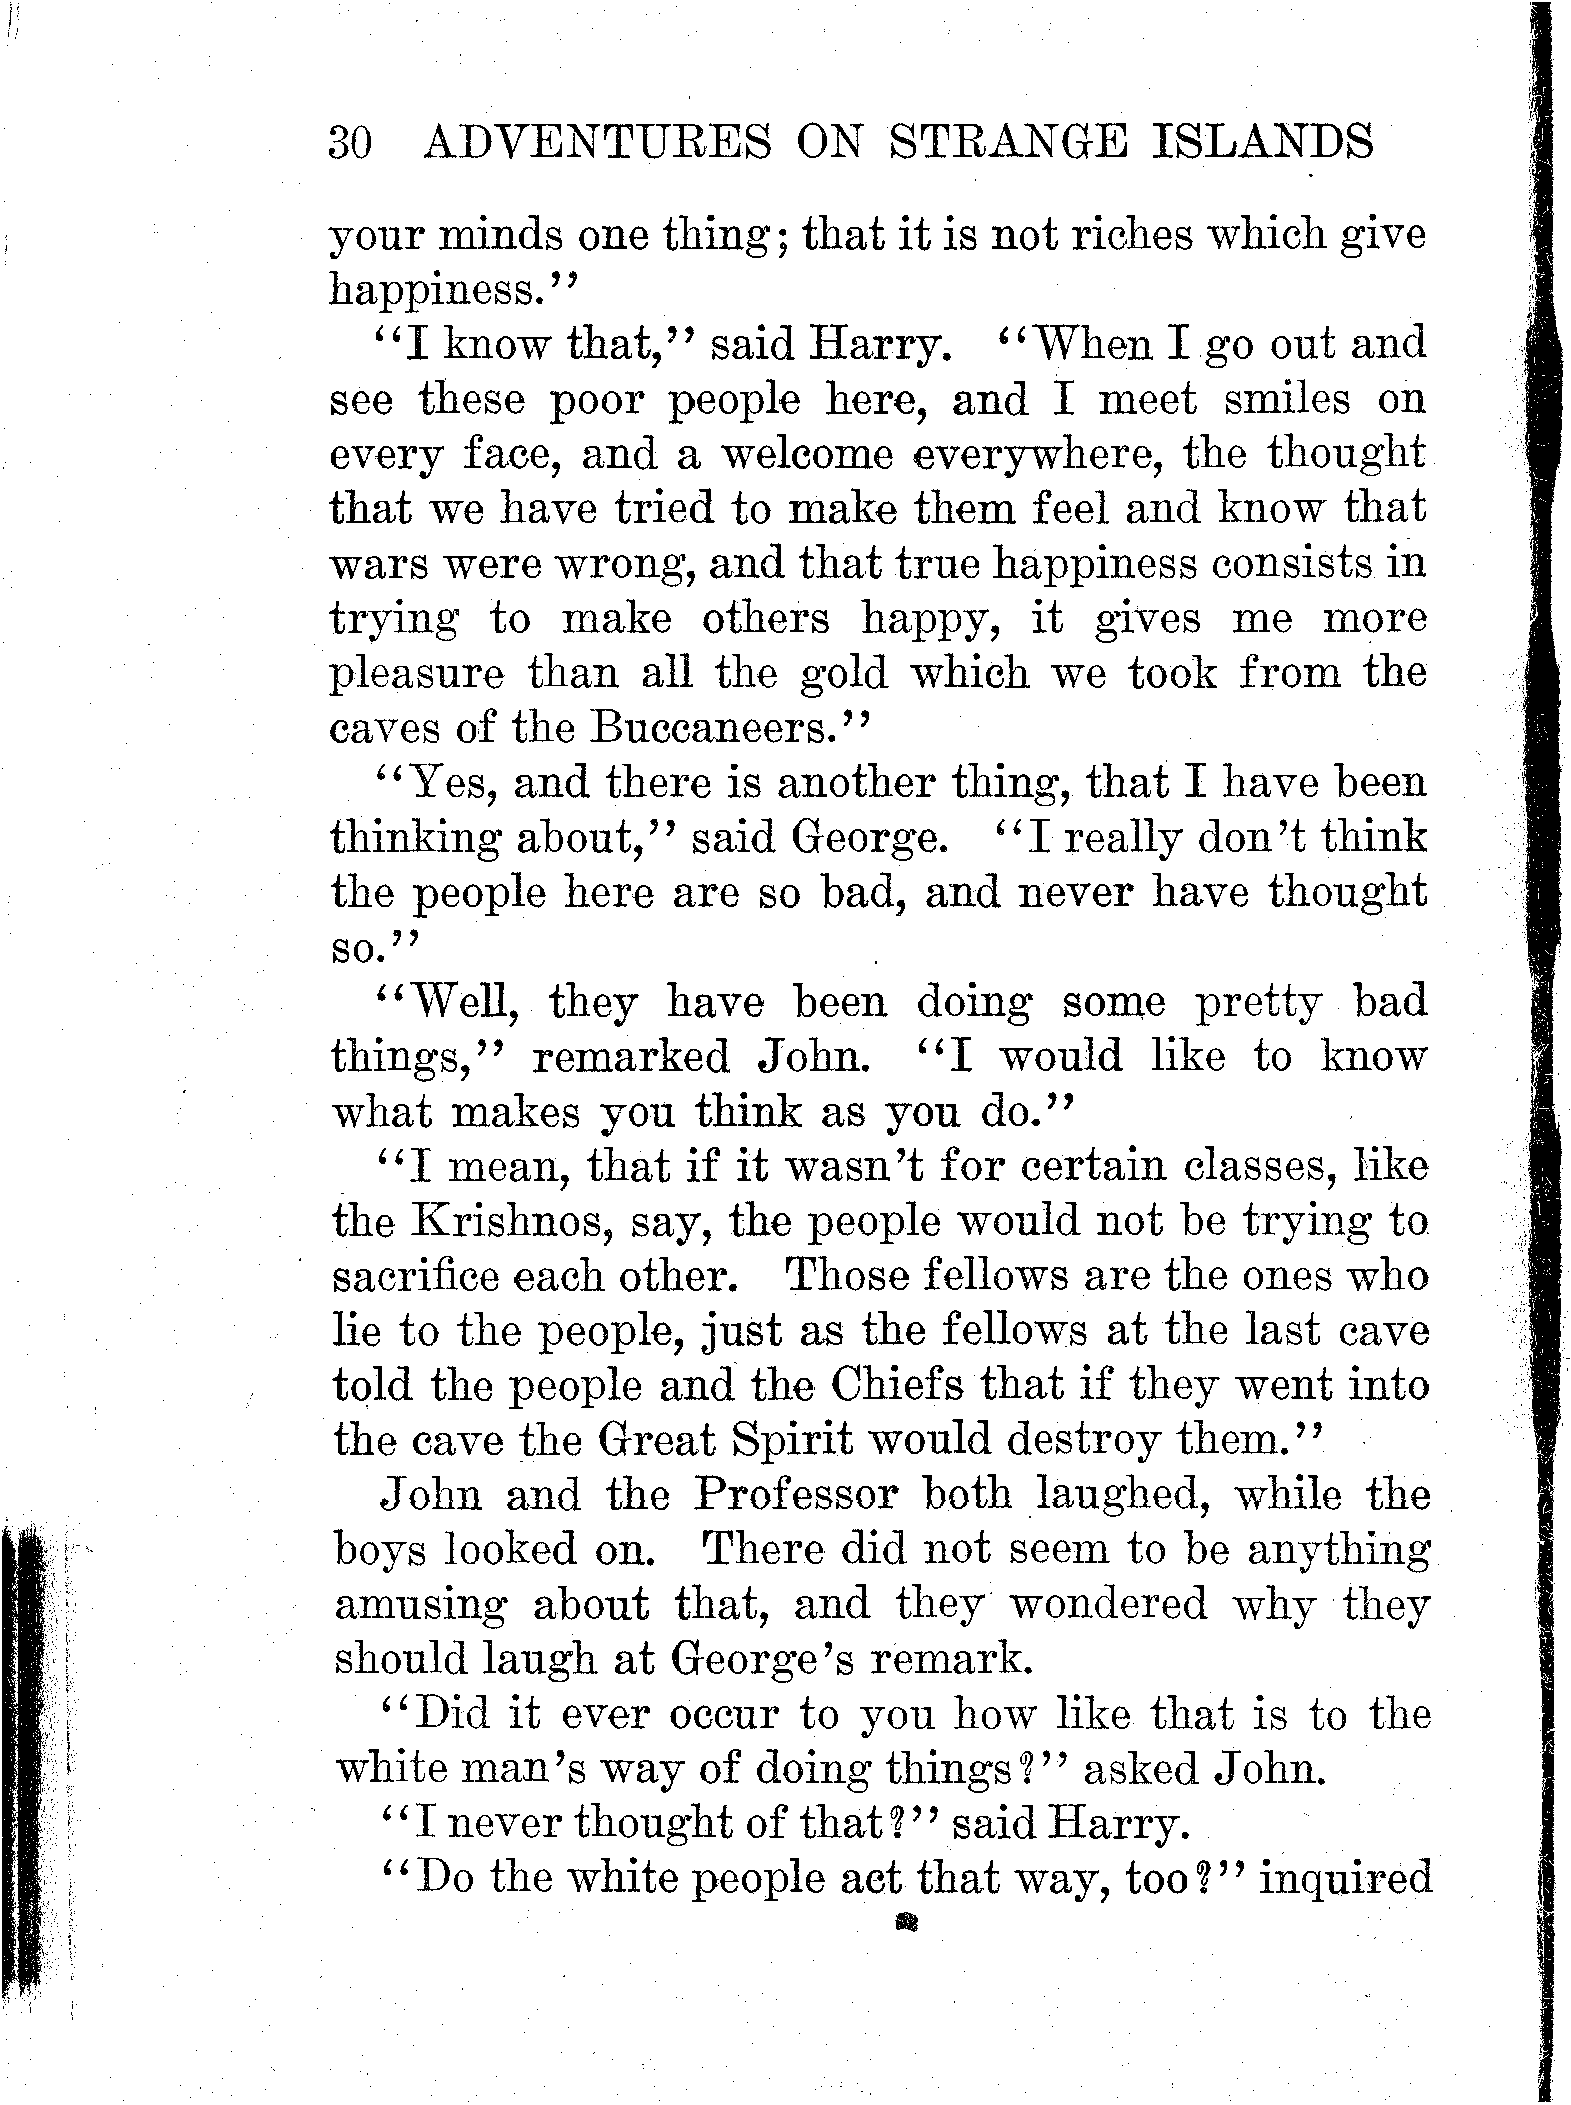 30 ADVENTURES ON STRANGE ISLANDS
your minds one thing; that it is not riches which give
happiness."
"I know that," said Harry. "When I go out and
see these poor people here, and I meet smiles on
every face, and a welcome everywhere, the thought
that we have tried to make them feel and know that
wars were wrong, and that true happiness consists in
trying to make others happy, it gives me more
pleasure than all the gold which we took from the
caves of the Buccaneers."
"Yes, and there is another thing, that I have been
thinking about," said George. "I really don't think
the people here are so bad, and never have thought
so."
"Well, they have been doing some pretty bad
things," remarked John. "I would like to know
what makes you think as you do."
"I mean, that if it wasn't for certain classes, like
the Krishnos, say, the people would not be trying to
sacrifice each other. Those fellows are the ones who
lie to the people, just as the fellows at the last cave
told the people and the Chiefs that if they went into
the cave the Great Spirit would destroy them."
John and the Professor both laughed, while the
boys looked on. There did not seem to be anything
amusing about that, and they wondered why they
should laugh at George's remark.
"Did it ever occur to you how like that is to the
white man's way of doing things?" asked John.
"I never thought of that?" said Harry.
"Do the white people act that way, too?" inquired